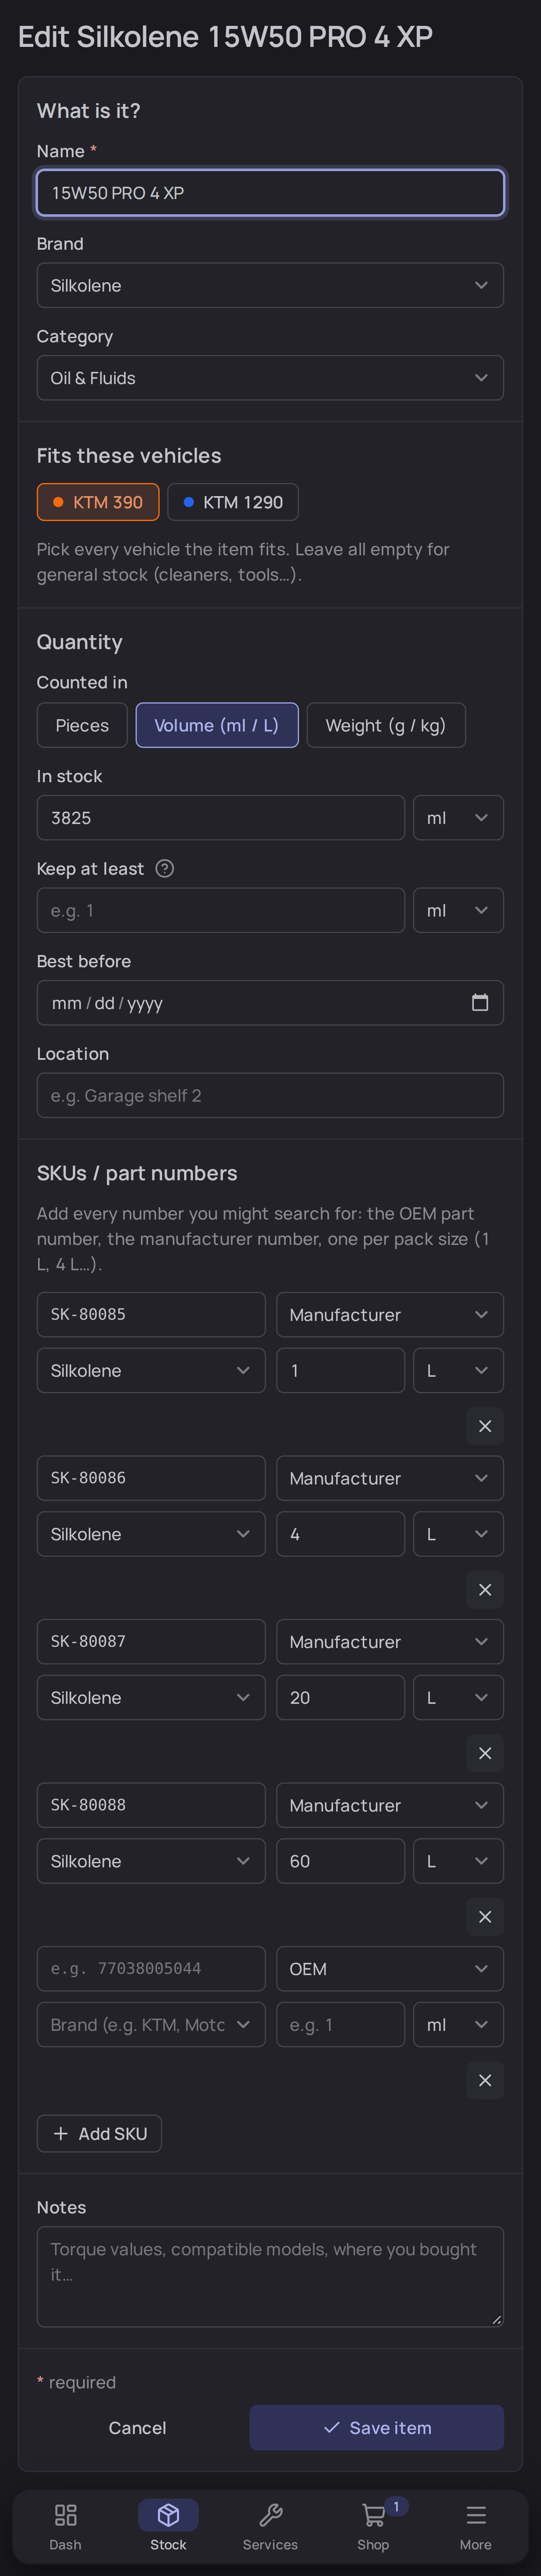 Edit Silkolene 15W50 PRO 4 XP
What is it?
Name *
15W50 PRO 4 XP
Brand
Silkolene
Category
Oil & Fluids
Fits these vehicles
KTM 390 KTM 1290
Pick every vehicle the item fits. Leave all empty for
general stock (cleaners, tools…).
Quantity
Counted in
Pieces Volume (ml / L) Weight (g / kg)
In stock
3825 ml
Keep at least ?
e.g. 1 ml
Best before
mm / dd / yyyy
Location
e.g. Garage shelf 2
SKUs / part numbers
Add every number you might search for: the OEM part
number, the manufacturer number, one per pack size (1
L, 4 L…).
SK-80085 Manufacturer
Silkolene 1 L
SK-80086 Manufacturer
Silkolene 4 L
SK-80087 Manufacturer
Silkolene 20 L
SK-80088 Manufacturer
Silkolene 60 L
e.g. 77038005044 OEM
Brand (e.g. KTM, Motc e.g. 1 ml
+ Add SKU
Notes
Torque values, compatible models, where you bought
it…
* required
Cancel Save item
1
Dash Stock Services Shop More